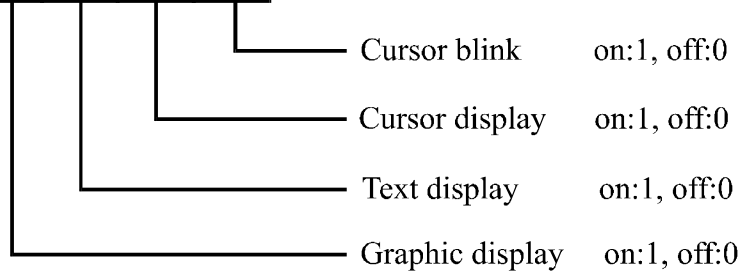 Cursor blink on:1, off:0
Cursor display on:1, off:0
Text display on:1, off:0
Graphic display on:1, off:0